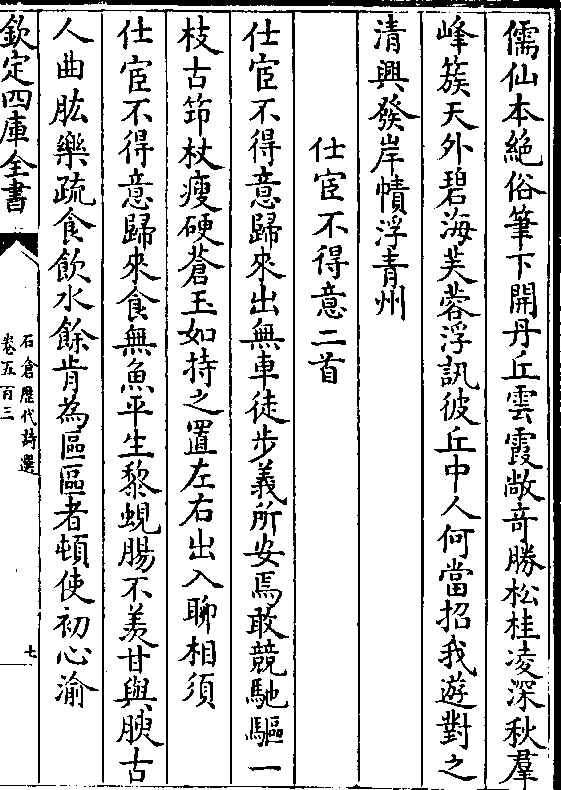 儒仙本絶俗筆下開丹丘雲霞敞竒勝松桂凌深秋羣
峰簇天外碧海芙蓉浮訊彼丘中人何當招我遊對之
清興發岸幘浮青州
仕宦不得意二首
仕宦不得意歸來出無車徒步義所安焉敢競馳驅一
枝古笻杖瘦硬蒼玉如持之置左右出入聊相須
仕宦不得意歸來食無魚平生藜蜆腸不羡甘與腴古
人曲肱樂疏食飲水餘肯為區區者頓使初心渝
欽定四庫全書
石倉歷代詩選
卷五百三
七